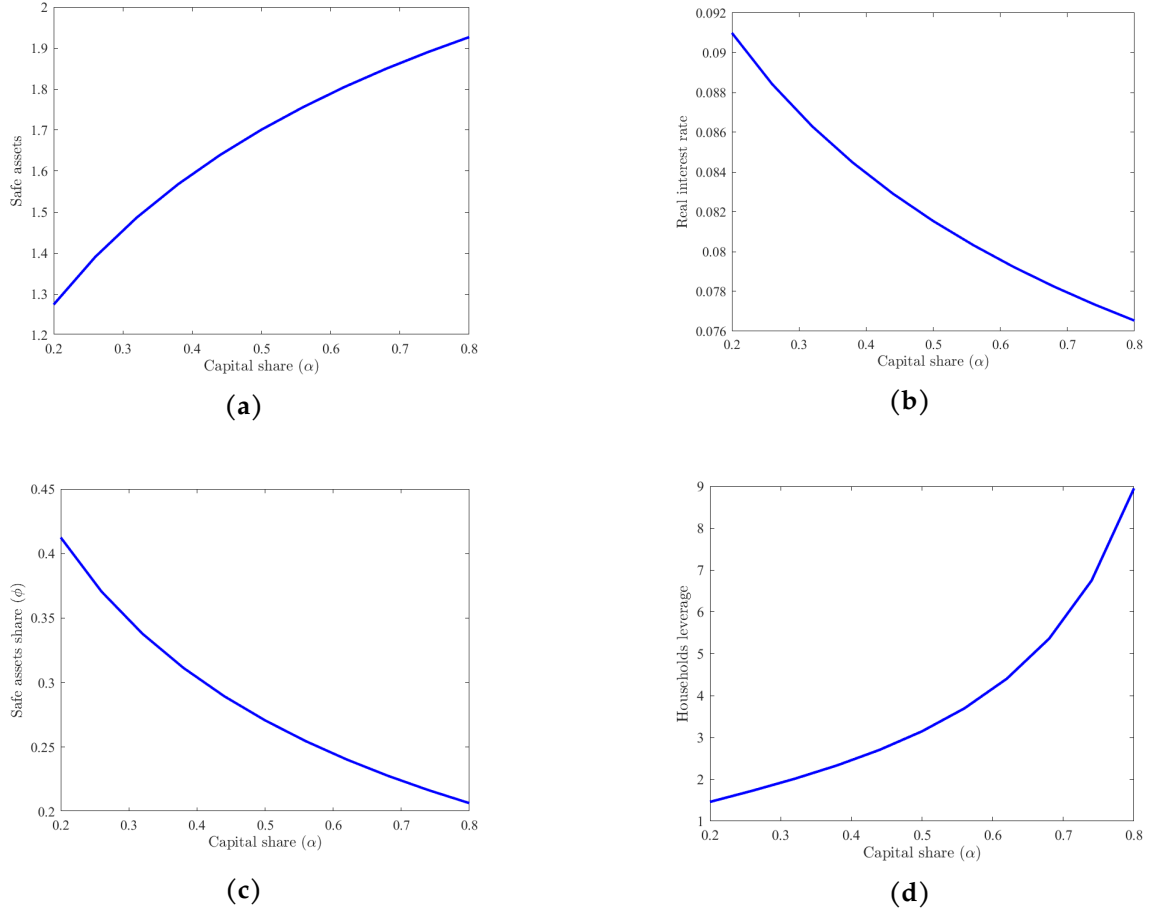 2
1.9
1.8
1.7
1.6
1.5
1.4
1.3
1.2
Safe assets
0.2 0.3 0.4 0.5 0.6 0.7 0.8
Capital share (α)
(a)
0.092
0.09
0.088
0.086
0.084
0.082
0.08
0.078
0.076
Real interest rate
0.2 0.3 0.4 0.5 0.6 0.7 0.8
Capital share (α)
(b)
0.45
0.4
0.35
0.3
0.25
0.2
Safe assets share (ϕ)
0.2 0.3 0.4 0.5 0.6 0.7 0.8
Capital share (α)
(c)
9
8
7
6
5
4
3
2
1
Households leverage
0.2 0.3 0.4 0.5 0.6 0.7 0.8
Capital share (α)
(d)